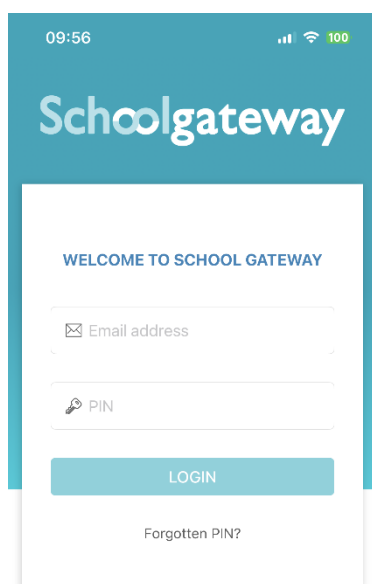 09:56 100
Schoolgateway
WELCOME TO SCHOOL GATEWAY
Email address
PIN
LOGIN
Forgotten PIN?